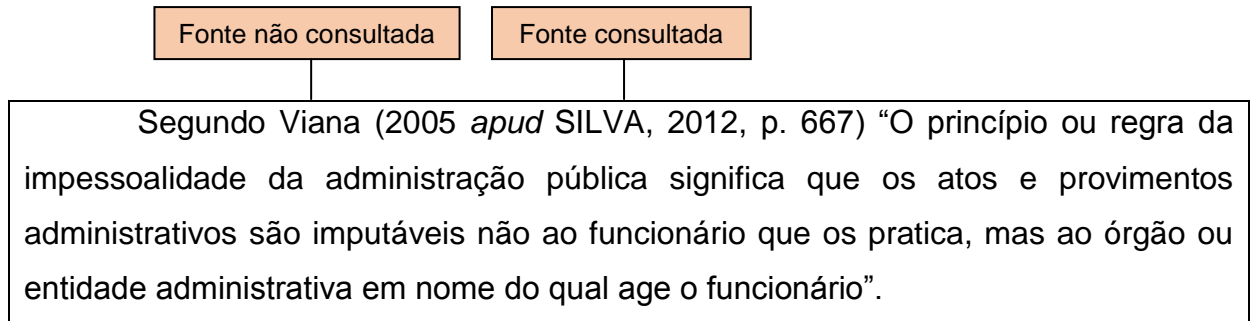 Fonte não consultada Fonte consultada
Segundo Viana (2005 apud SILVA, 2012, p. 667) “O princípio ou regra da
impessoalidade da administração pública significa que os atos e provimentos
administrativos são imputáveis não ao funcionário que os pratica, mas ao órgão ou
entidade administrativa em nome do qual age o funcionário”.